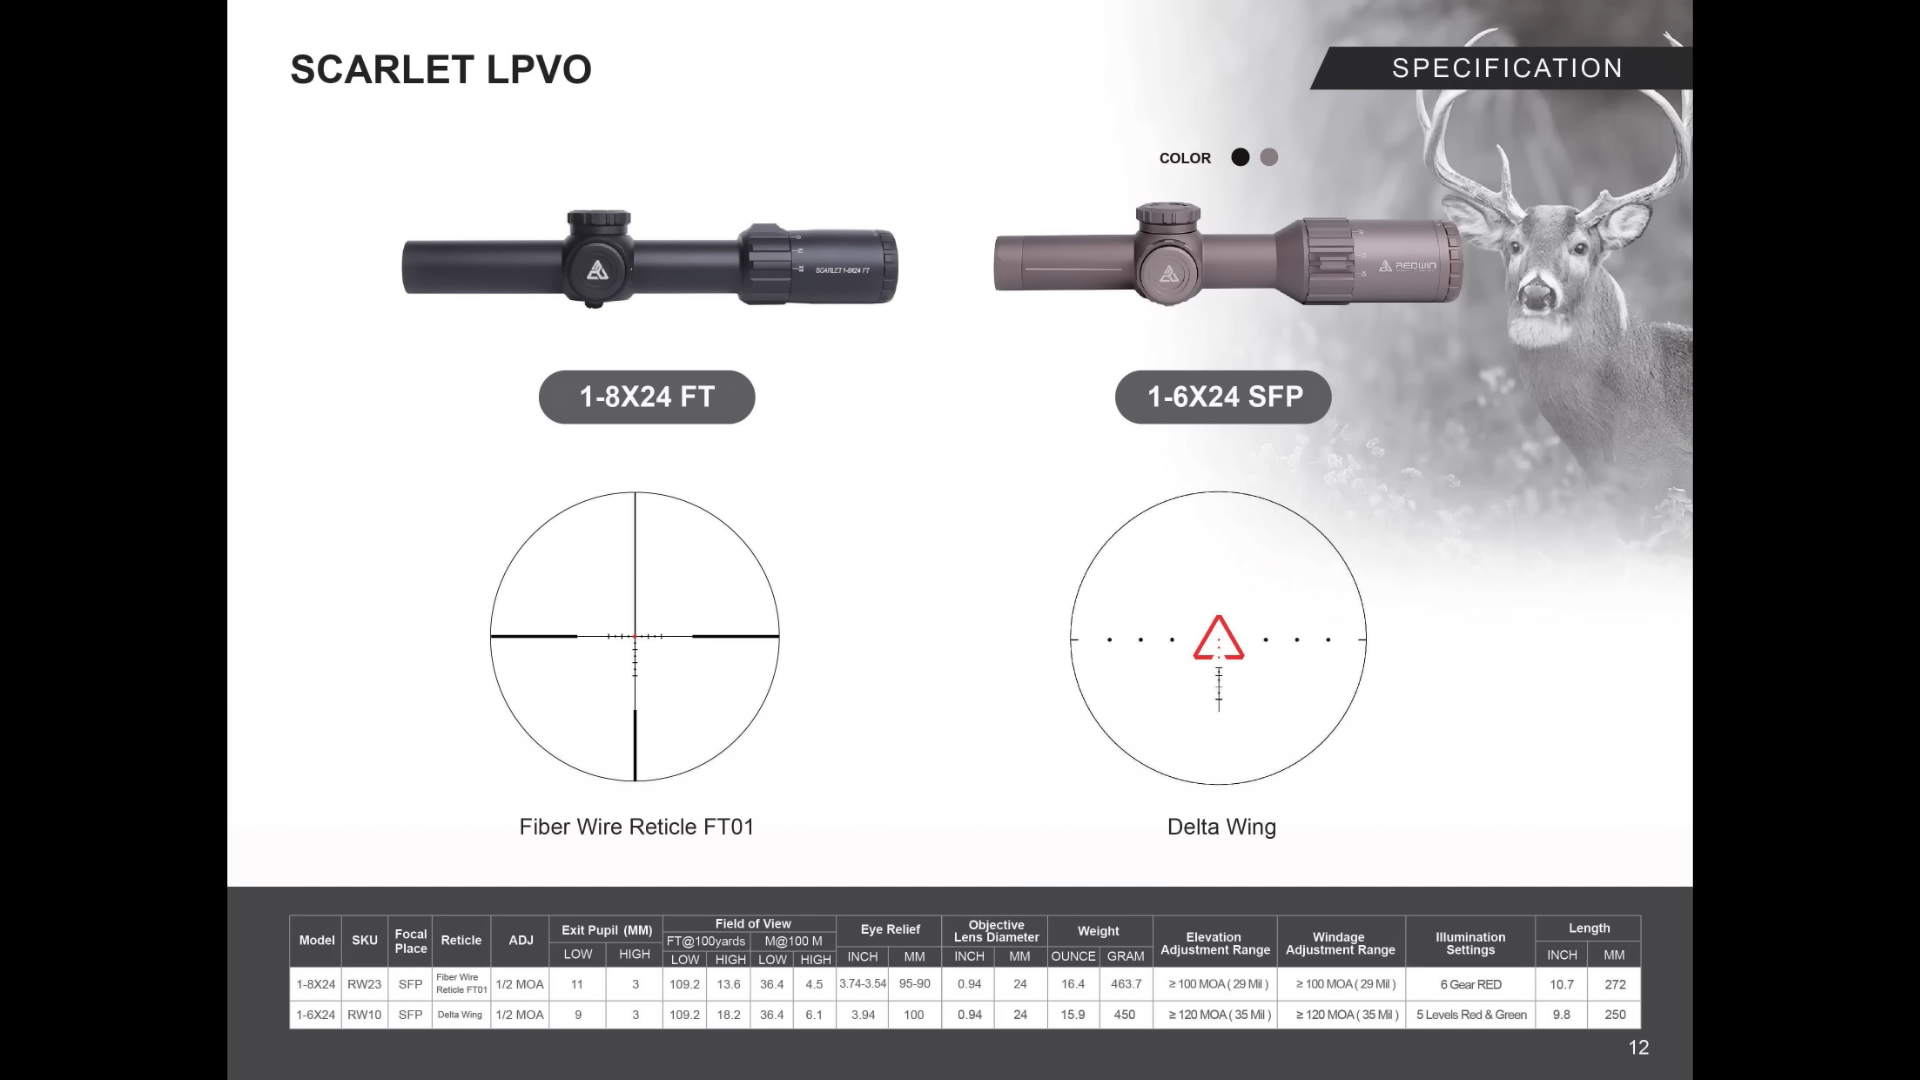 SCARLET LPVO
SPECIFICATION
COLOR
SCARLET 1-8X24 FT
REDWIN
1-8X24 FT
1-6X24 SFP
Fiber Wire Reticle FT01
Delta Wing
Model SKU Focal Place Reticle ADJ Exit Pupil (MM) Field of View Eye Relief Objective Lens Diameter Weight Elevation Adjustment Range Windage Adjustment Range Illumination Settings Length
FT@100yards M@100 M
LOW HIGH LOW HIGH LOW HIGH INCH MM INCH MM OUNCE GRAM INCH MM
1-8X24 RW23 SFP Fiber Wire Reticle FT01 1/2 MOA 11 3 109.2 13.6 36.4 4.5 3.74-3.54 95-90 0.94 24 16.4 463.7 ≥ 100 MOA ( 29 Mil ) ≥ 100 MOA ( 29 Mil ) 6 Gear RED 10.7 272
1-6X24 RW10 SFP Delta Wing 1/2 MOA 9 3 109.2 18.2 36.4 6.1 3.94 100 0.94 24 15.9 450 ≥ 120 MOA ( 35 Mil ) ≥ 120 MOA ( 35 Mil ) 5 Levels Red & Green 9.8 250
12